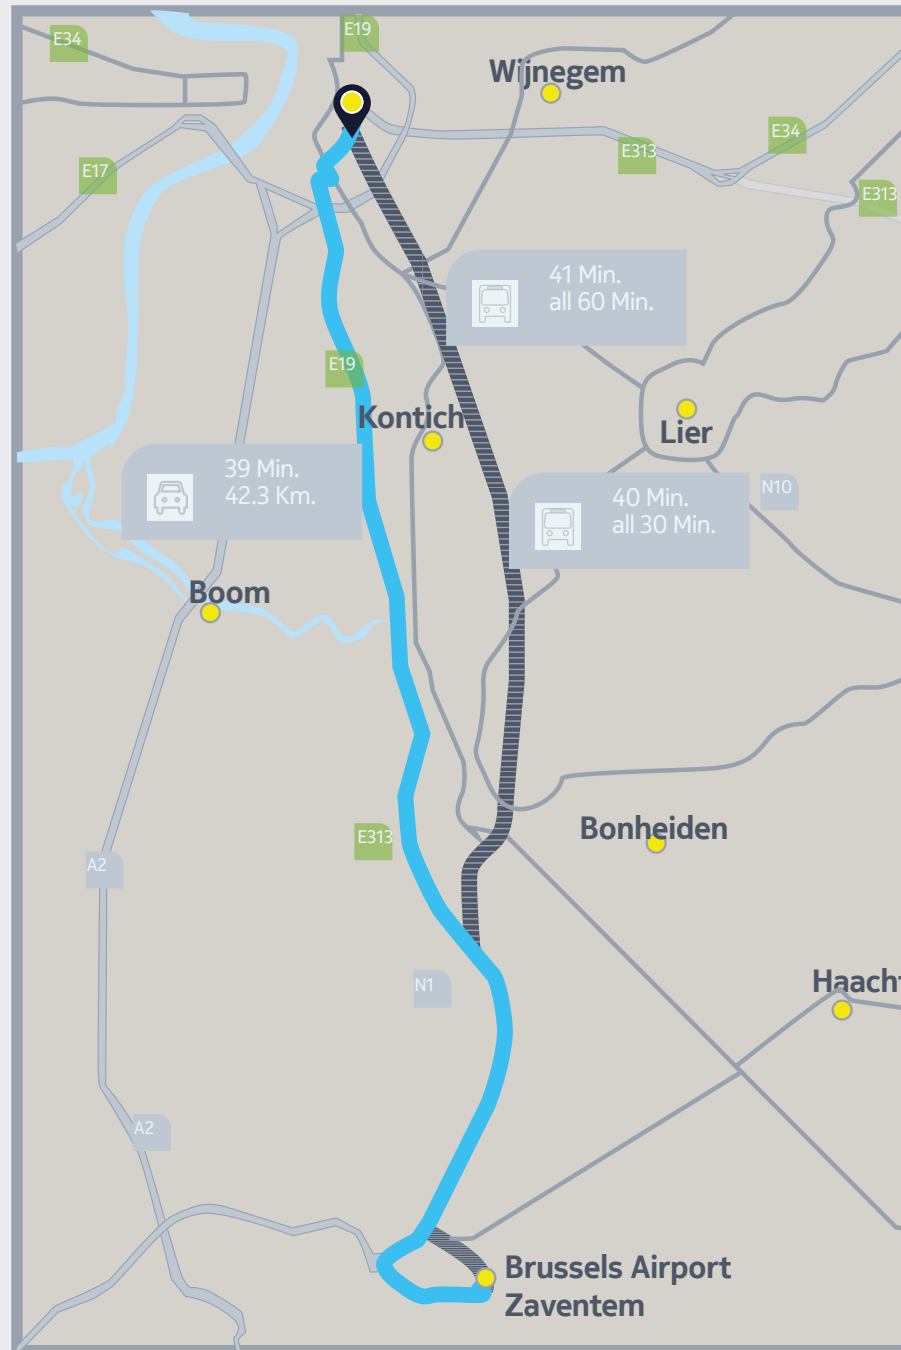 E19
E34
Wijnegem
E34
E313
E17
E313
41 Min.
all 60 Min.
E19
Kontich
Lier
39 Min.
42.3 Km.
40 Min.
all 30 Min.
N10
Boom
Bonheiden
E313
A2
Haacht
N1
A2
Brussels Airport
Zaventem